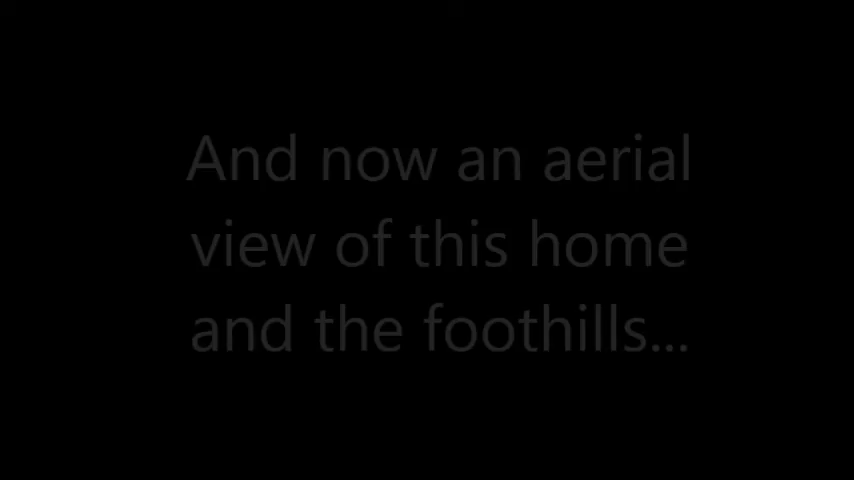 And now an aerial
view of this home
and the foothills...